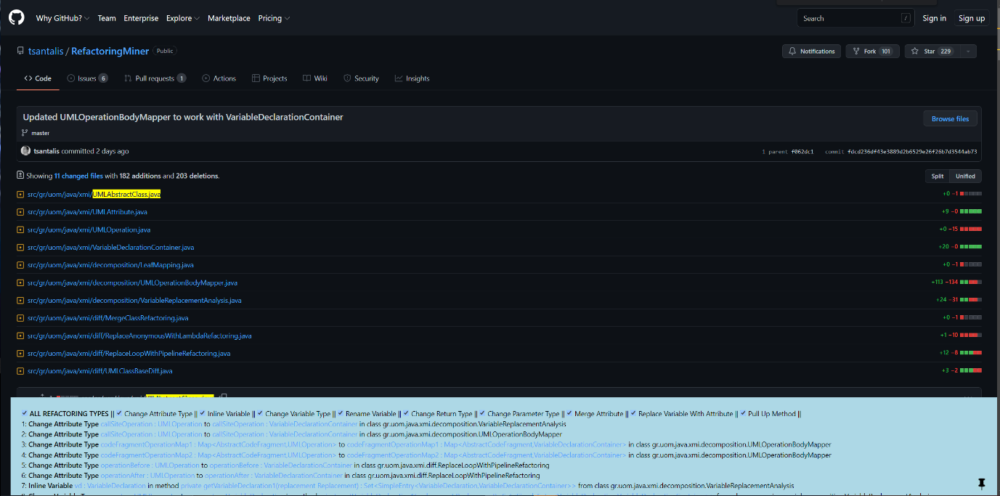 Why GitHub? Team Enterprise Explore Marketplace Pricing Search / Sign in Sign up
tsantalis / RefactoringMiner Public Notifications Fork 101 Star 229
Code Issues 6 Pull requests 1 Actions Projects Wiki Security Insights
Updated UMLOperationBodyMapper to work with VariableDeclarationContainer Browse files
master
tsantalis committed 2 days ago 1 parent f062dc1 commit fdcd236df43e3889d2b6529e26f26b7d3544ab73
Showing 11 changed files with 182 additions and 203 deletions. Split Unified
src/gr/uom/java/xmi/UMLAbstractClass.java +0 −1
src/gr/uom/java/xmi/UMLAttribute.java +9 −0
src/gr/uom/java/xmi/UMLOperation.java +0 −15
src/gr/uom/java/xmi/VariableDeclarationContainer.java +20 −0
src/gr/uom/java/xmi/decomposition/LeafMapping.java +0 −1
src/gr/uom/java/xmi/decomposition/UMLOperationBodyMapper.java +113 −134
src/gr/uom/java/xmi/decomposition/VariableReplacementAnalysis.java +24 −31
src/gr/uom/java/xmi/diff/MergeClassRefactoring.java +0 −1
src/gr/uom/java/xmi/diff/ReplaceAnonymousWithLambdaRefactoring.java +1 −10
src/gr/uom/java/xmi/diff/ReplaceLoopWithPipelineRefactoring.java +12 −8
src/gr/uom/java/xmi/diff/UMLClassBaseDiff.java +3 −2
ALL REFACTORING TYPES || Change Attribute Type || Inline Variable || Change Variable Type || Rename Variable || Change Return Type || Change Parameter Type || Merge Attribute || Replace Variable With Attribute || Pull Up Method ||
1: Change Attribute Type callSiteOperation : UMLOperation to callSiteOperation : VariableDeclarationContainer in class gr.uom.java.xmi.decomposition.VariableReplacementAnalysis
2: Change Attribute Type callSiteOperation : UMLOperation to callSiteOperation : VariableDeclarationContainer in class gr.uom.java.xmi.decomposition.UMLOperationBodyMapper
3: Change Attribute Type codeFragmentOperationMap1 : Map<AbstractCodeFragment,UMLOperation> to codeFragmentOperationMap1 : Map<AbstractCodeFragment,VariableDeclarationContainer> in class gr.uom.java.xmi.decomposition.UMLOperationBodyMapper
4: Change Attribute Type codeFragmentOperationMap2 : Map<AbstractCodeFragment,UMLOperation> to codeFragmentOperationMap2 : Map<AbstractCodeFragment,VariableDeclarationContainer> in class gr.uom.java.xmi.decomposition.UMLOperationBodyMapper
5: Change Attribute Type operationBefore : UMLOperation to operationBefore : VariableDeclarationContainer in class gr.uom.java.xmi.diff.ReplaceLoopWithPipelineRefactoring
6: Change Attribute Type operationAfter : UMLOperation to operationAfter : VariableDeclarationContainer in class gr.uom.java.xmi.diff.ReplaceLoopWithPipelineRefactoring
7: Inline Variable vd : VariableDeclaration in method private getVariableDeclaration1(replacement Replacement) : Set<SimpleEntry<VariableDeclaration,VariableDeclarationContainer>> from class gr.uom.java.xmi.decomposition.VariableReplacementAnalysis